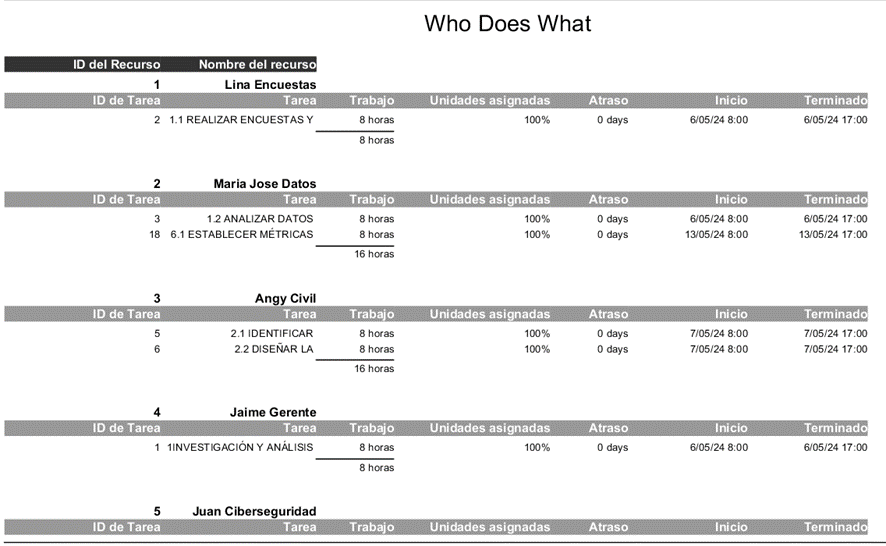 Who Does What
ID del Recurso Nombre del recurso
1 Lina Encuestas
ID de Tarea Tarea Trabajo Unidades asignadas Atraso Inicio Terminado
2 1.1 REALIZAR ENCUESTAS Y 8 horas 100% 0 days 6/05/24 8:00 6/05/24 17:00
8 horas
2 Maria Jose Datos
ID de Tarea Tarea Trabajo Unidades asignadas Atraso Inicio Terminado
3 1.2 ANALIZAR DATOS 8 horas 100% 0 days 6/05/24 8:00 6/05/24 17:00
18 6.1 ESTABLECER MÉTRICAS 8 horas 100% 0 days 13/05/24 8:00 13/05/24 17:00
16 horas
3 Angy Civil
ID de Tarea Tarea Trabajo Unidades asignadas Atraso Inicio Terminado
5 2.1 IDENTIFICAR 8 horas 100% 0 days 7/05/24 8:00 7/05/24 17:00
6 2.2 DISEÑAR LA 8 horas 100% 0 days 7/05/24 8:00 7/05/24 17:00
16 horas
4 Jaime Gerente
ID de Tarea Tarea Trabajo Unidades asignadas Atraso Inicio Terminado
1 1INVESTIGACIÓN Y ANÁLISIS 8 horas 100% 0 days 6/05/24 8:00 6/05/24 17:00
8 horas
5 Juan Ciberseguridad
ID de Tarea Tarea Trabajo Unidades asignadas Atraso Inicio Terminado